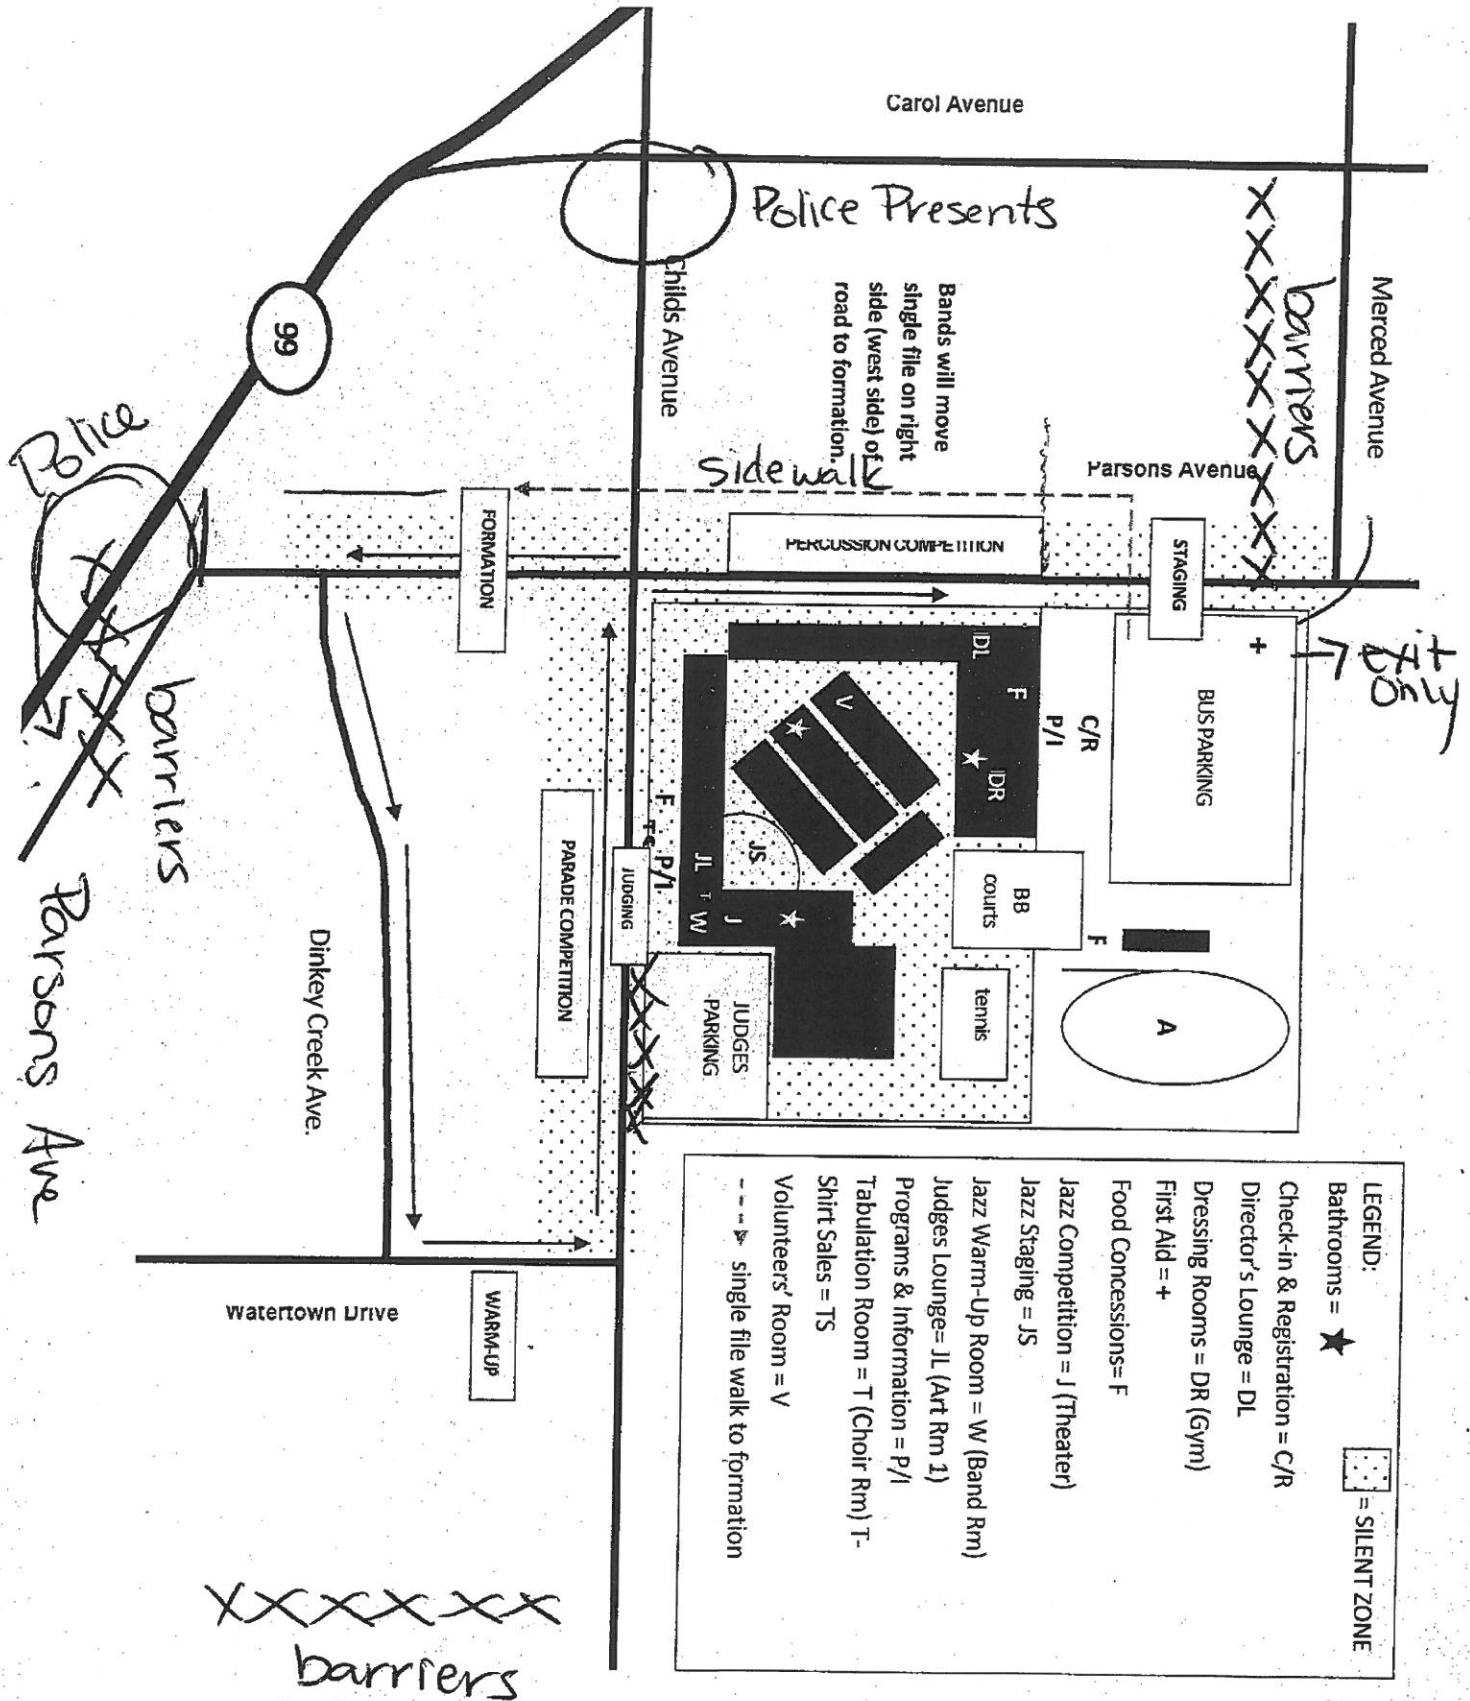 Carol Avenue
Police Presents
Merced Avenue
barriers
Childs Avenue
Bands will move
single file on right
side (west side) of
road to formation.
99
Police
Sidewalk
Parsons Avenue
FORMATION
PERCUSSION COMPETITION
STAGING
exit
only
+
BUS PARKING
C/R
P/I
DL
F
DR
V
JS
BB
courts
F
tennis
A
F
TS
P/I
JL
T
W
J
JUDGING
JUDGES
PARKING
PARADE COMPETITION
barriers
Parsons Ave
Dinkey Creek Ave.
Watertown Drive
WARM-UP
XXXXXX
barriers
LEGEND:
= SILENT ZONE
Bathrooms =
Check-in & Registration = C/R
Director's Lounge = DL
Dressing Rooms = DR (Gym)
First Aid = +
Food Concessions= F
Jazz Competition = J (Theater)
Jazz Staging = JS
Jazz Warm-Up Room = W (Band Rm)
Judges Lounge= JL (Art Rm 1)
Programs & Information = P/I
Tabulation Room = T (Choir Rm) T-
Shirt Sales = TS
Volunteers' Room = V
single file walk to formation